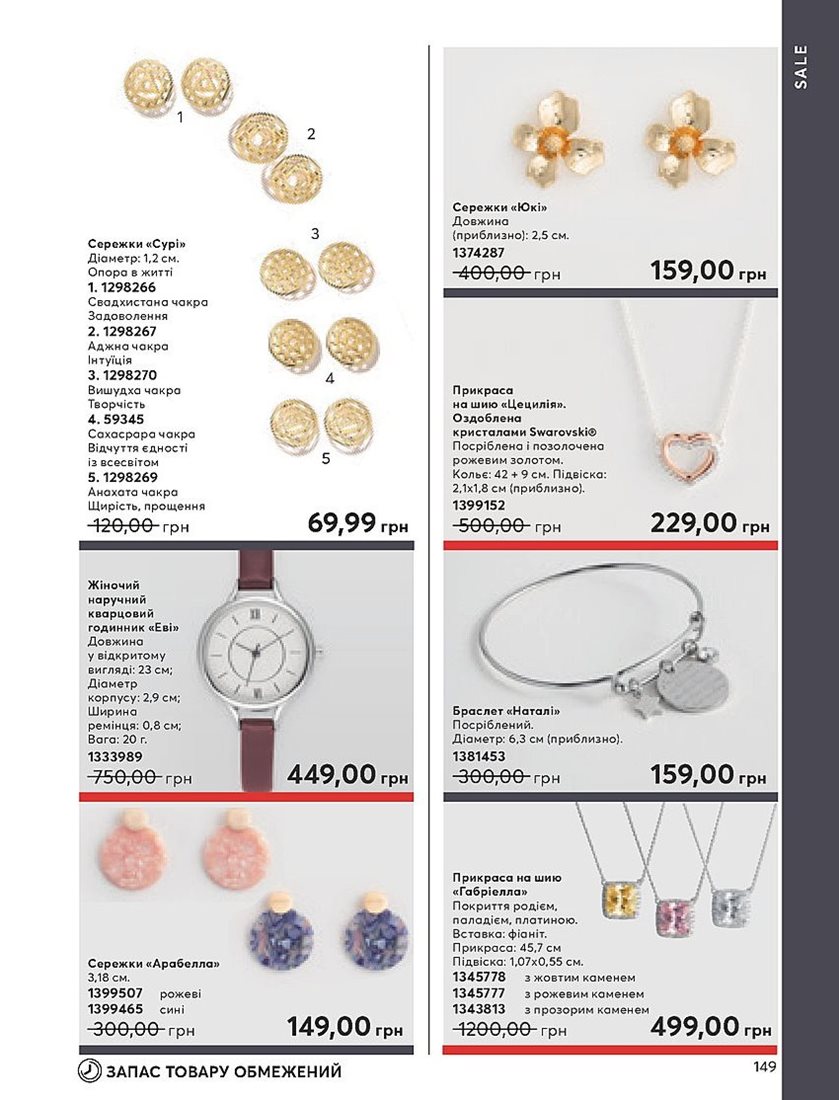 SALE
1
2
3
4
5
Сережки «Сурі»
Діаметр: 1,2 см.
Опора в житті
1. 1298266
Свадхистана чакра
Задоволення
2. 1298267
Аджна чакра
Інтуїція
3. 1298270
Вишудха чакра
Творчість
4. 59345
Сахасрара чакра
Відчуття єдності
із всесвітом
5. 1298269
Анахата чакра
Щирість, прощення
120,00 грн 69,99 грн
Жіночий
наручний
кварцовий
годинник «Еві»
Довжина
у відкритому
вигляді: 23 см;
Діаметр
корпусу: 2,9 см;
Ширина
ремінця: 0,8 см;
Вага: 20 г.
1333989
750,00 грн 449,00 грн
Сережки «Арабелла»
3,18 см.
1399507 рожеві
1399465 сині
300,00 грн 149,00 грн
Сережки «Юкі»
Довжина
(приблизно): 2,5 см.
1374287
400,00 грн 159,00 грн
Прикраса
на шию «Цецилія».
Оздоблена
кристалами Swarovski®
Посріблена і позолочена
рожевим золотом.
Кольє: 42 + 9 см. Підвіска:
2,1х1,8 см (приблизно).
1399152
500,00 грн 229,00 грн
Браслет «Наталі»
Посріблений.
Діаметр: 6,3 см (приблизно).
1381453
300,00 грн 159,00 грн
Прикраса на шию
«Габріелла»
Покриття родієм,
паладієм, платиною.
Вставка: фіаніт.
Прикраса: 45,7 см
Підвіска: 1,07х0,55 см.
1345778 з жовтим каменем
1345777 з рожевим каменем
1343813 з прозорим каменем
1200,00 грн 499,00 грн
ЗАПАС ТОВАРУ ОБМЕЖЕНИЙ
149